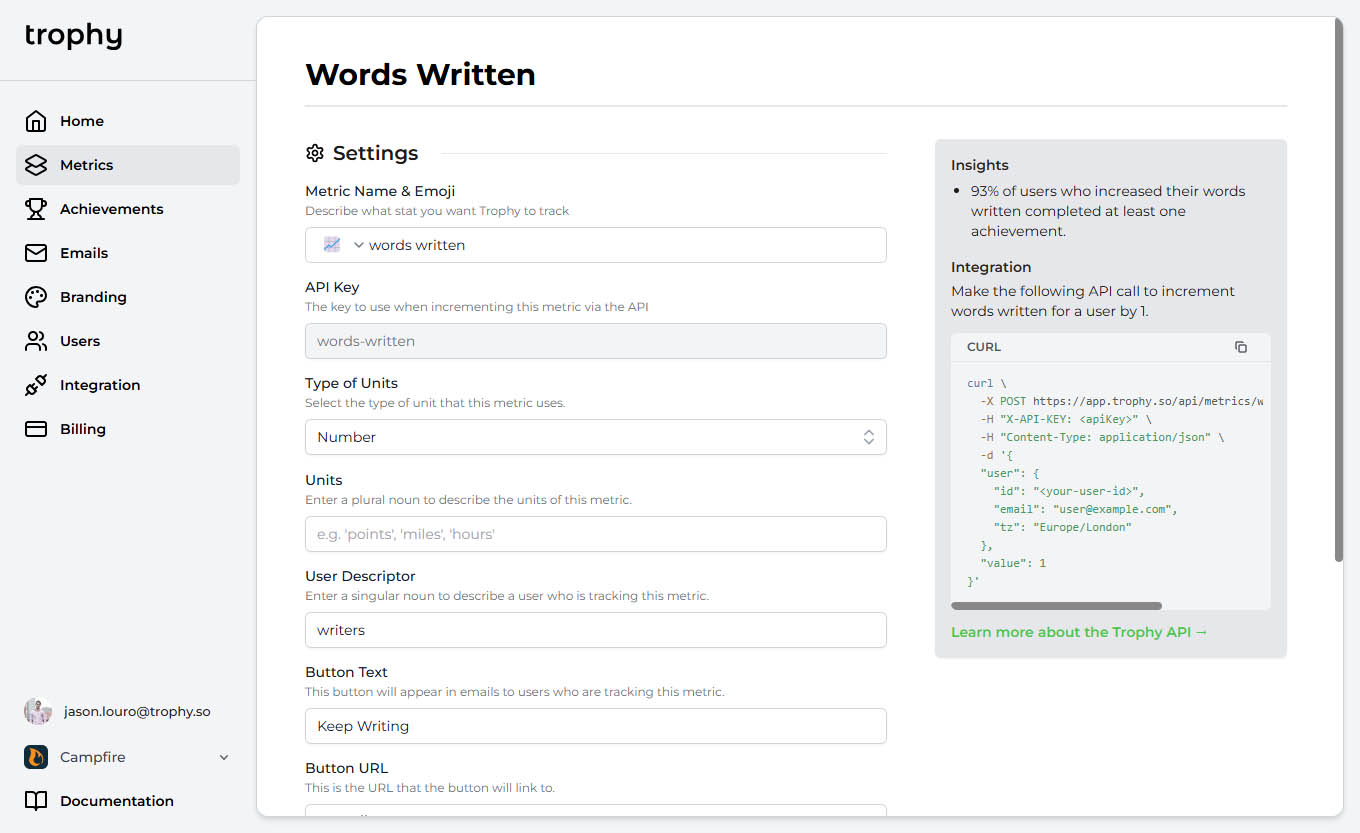 trophy
Home
Metrics
Achievements
Emails
Branding
Users
Integration
Billing
jason.louro@trophy.so
Campfire
Documentation
Words Written
Settings
Metric Name & Emoji
Describe what stat you want Trophy to track
words written
API Key
The key to use when incrementing this metric via the API
words-written
Type of Units
Select the type of unit that this metric uses.
Number
Units
Enter a plural noun to describe the units of this metric.
e.g. 'points', 'miles', 'hours'
User Descriptor
Enter a singular noun to describe a user who is tracking this metric.
writers
Button Text
This button will appear in emails to users who are tracking this metric.
Keep Writing
Button URL
This is the URL that the button will link to.
Insights
• 93% of users who increased their words
written completed at least one
achievement.
Integration
Make the following API call to increment
words written for a user by 1.
CURL
curl \
-X POST https://app.trophy.so/api/metrics/w
-H "X-API-KEY: <apiKey>" \
-H "Content-Type: application/json" \
-d '{
"user": {
"id": "<your-user-id>",
"email": "user@example.com",
"tz": "Europe/London"
},
"value": 1
}'
Learn more about the Trophy API →